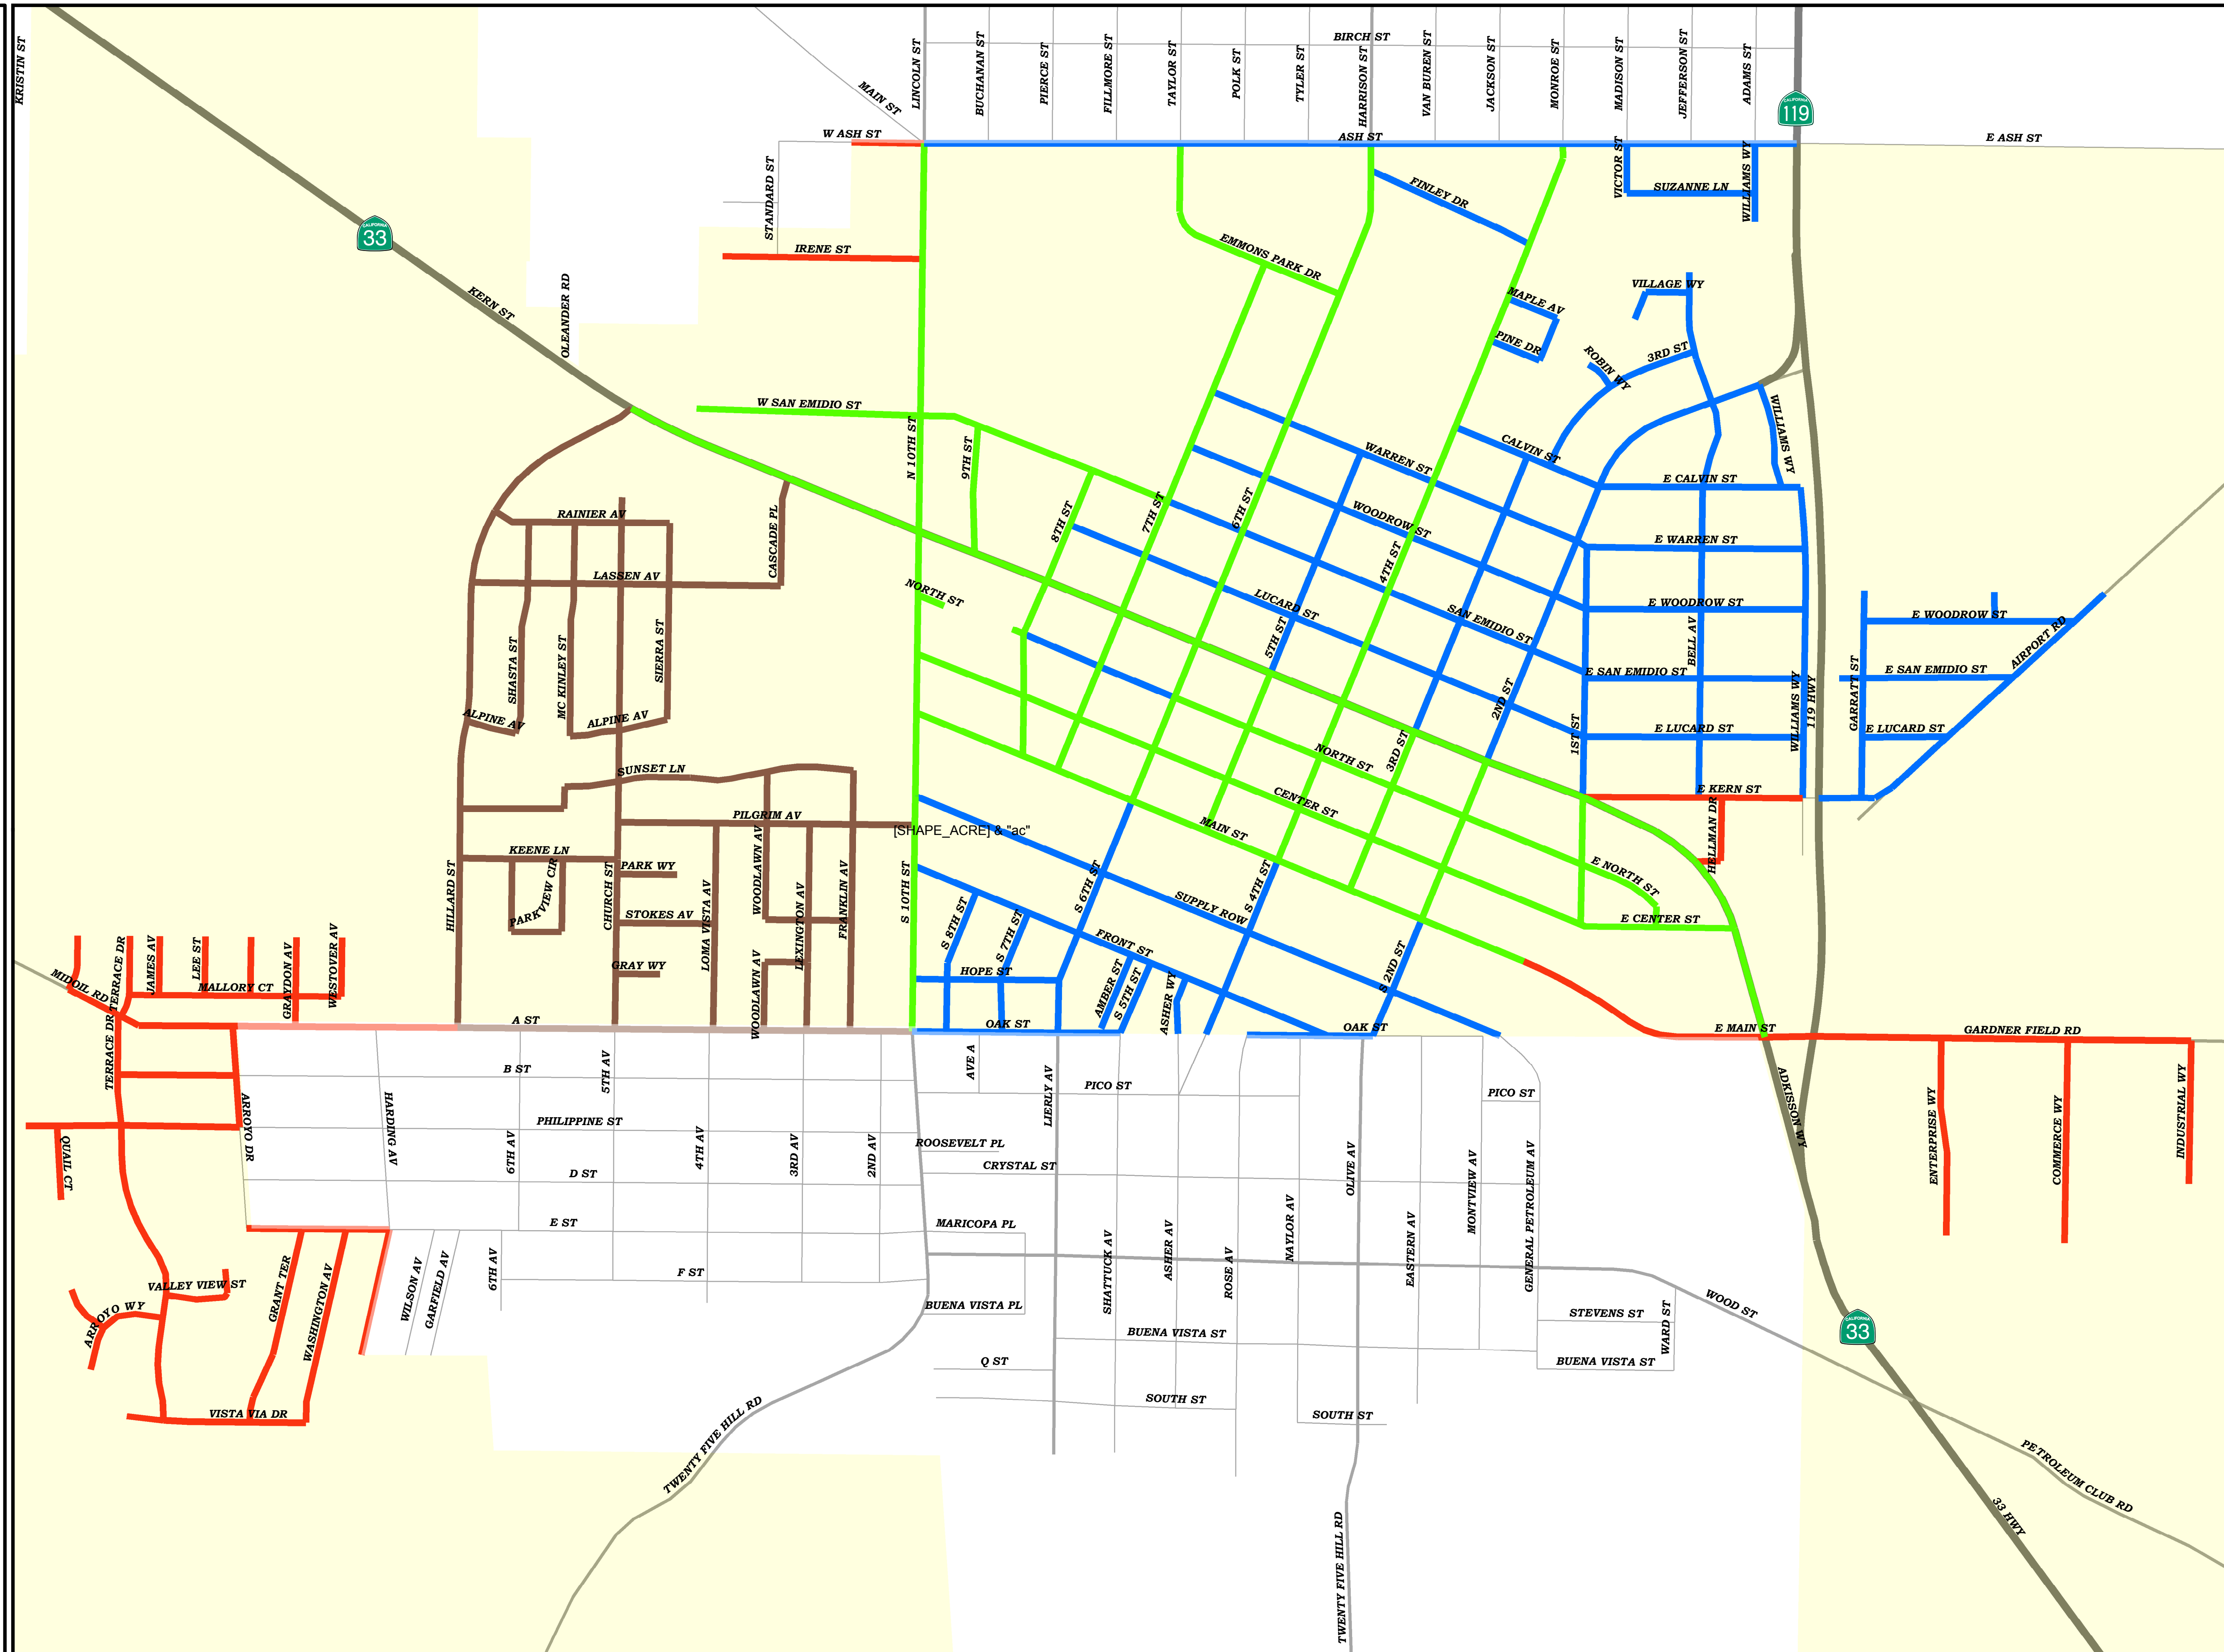 KRISTIN ST
BIRCH ST
LINCOLN ST
BUCHANAN ST
PIERCE ST
FILLMORE ST
TAYLOR ST
POLK ST
TYLER ST
HARRISON ST
VAN BUREN ST
JACKSON ST
MONROE ST
MADISON ST
JEFFERSON ST
ADAMS ST
MAIN ST
CALIFORNIA
119
W ASH ST
ASH ST
E ASH ST
STANDARD ST
VICTOR ST
SUZANNE LN
WILLIAMS WY
FINLEY DR
CALIFORNIA
33
IRENE ST
EMMONS PARK DR
KERN ST
OLEANDER RD
MAPLE AV
VILLAGE WY
PINE DR
ROBIN WY
3RD ST
W SAN EMIDIO ST
N 10TH ST
9TH ST
WARREN ST
CALVIN ST
WILLIAMS WY
E CALVIN ST
RAINIER AV
CASCADE PL
8TH ST
7TH ST
6TH ST
WOODROW ST
4TH ST
E WARREN ST
LASSEN AV
NORTH ST
LUCARD ST
SAN EMIDIO ST
E WOODROW ST
E WOODROW ST
SHASTA ST
MC KINLEY ST
SIERRA ST
5TH ST
BELL AV
AIRPORT RD
E SAN EMIDIO ST
E SAN EMIDIO ST
2ND ST
GARRATT ST
ALPINE AV
ALPINE AV
1ST ST
E LUCARD ST
WILLIAMS WY
119 HWY
E LUCARD ST
SUNSET LN
NORTH ST
3RD ST
E KERN ST
PILGRIM AV
CENTER ST
MAIN ST
HELLMAN DR
[SHAPE_ACRE] & "ac"
KEENE LN
PARK WY
PARKVIEW CIR
HILLARD ST
CHURCH ST
STOKES AV
LOMA VISTA AV
WOODLAWN AV
LEXINGTON AV
FRANKLIN AV
S 10TH ST
S 6TH ST
S 4TH ST
SUPPLY ROW
E NORTH ST
E CENTER ST
S 8TH ST
S 7TH ST
FRONT ST
TERRACE DR
JAMES AV
LEE ST
GRAYDON AV
WESTOVER AV
MALLORY CT
MIDOIL RD
GRAY WY
WOODLAWN AV
HOPE ST
AMBER ST
S 5TH ST
ASHER WY
S 2ND ST
A ST
OAK ST
OAK ST
E MAIN ST
GARDNER FIELD RD
TERRACE DR
B ST
5TH AV
AVE A
LIERLY AV
PICO ST
PICO ST
ADKISSON WY
ENTERPRISE WY
COMMERCE WY
INDUSTRIAL WY
ARROYO DR
HARDING AV
PHILIPPINE ST
QUAIL CT
6TH AV
4TH AV
3RD AV
2ND AV
ROOSEVELT PL
CRYSTAL ST
D ST
OLIVE AV
MONTVIEW AV
GENERAL PETROLEUM AV
E ST
MARICOPA PL
SHATTUCK AV
ASHER AV
ROSE AV
NAYLOR AV
EASTERN AV
VALLEY VIEW ST
ARROYO WY
GRANT TER
WASHINGTON AV
WILSON AV
GARFIELD AV
6TH AV
F ST
BUENA VISTA PL
BUENA VISTA ST
STEVENS ST
WARD ST
WOOD ST
CALIFORNIA
33
Q ST
BUENA VISTA ST
VISTA VIA DR
SOUTH ST
SOUTH ST
TWENTY FIVE HILL RD
TWENTY FIVE HILL RD
PETROLEUM CLUB RD
33 HWY